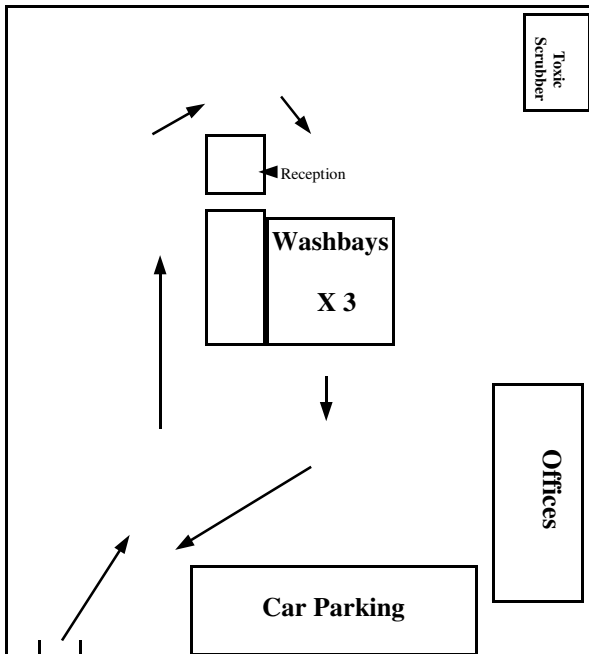 Toxic
Scrubber
Reception
Washbays
X 3
Offices
Car Parking